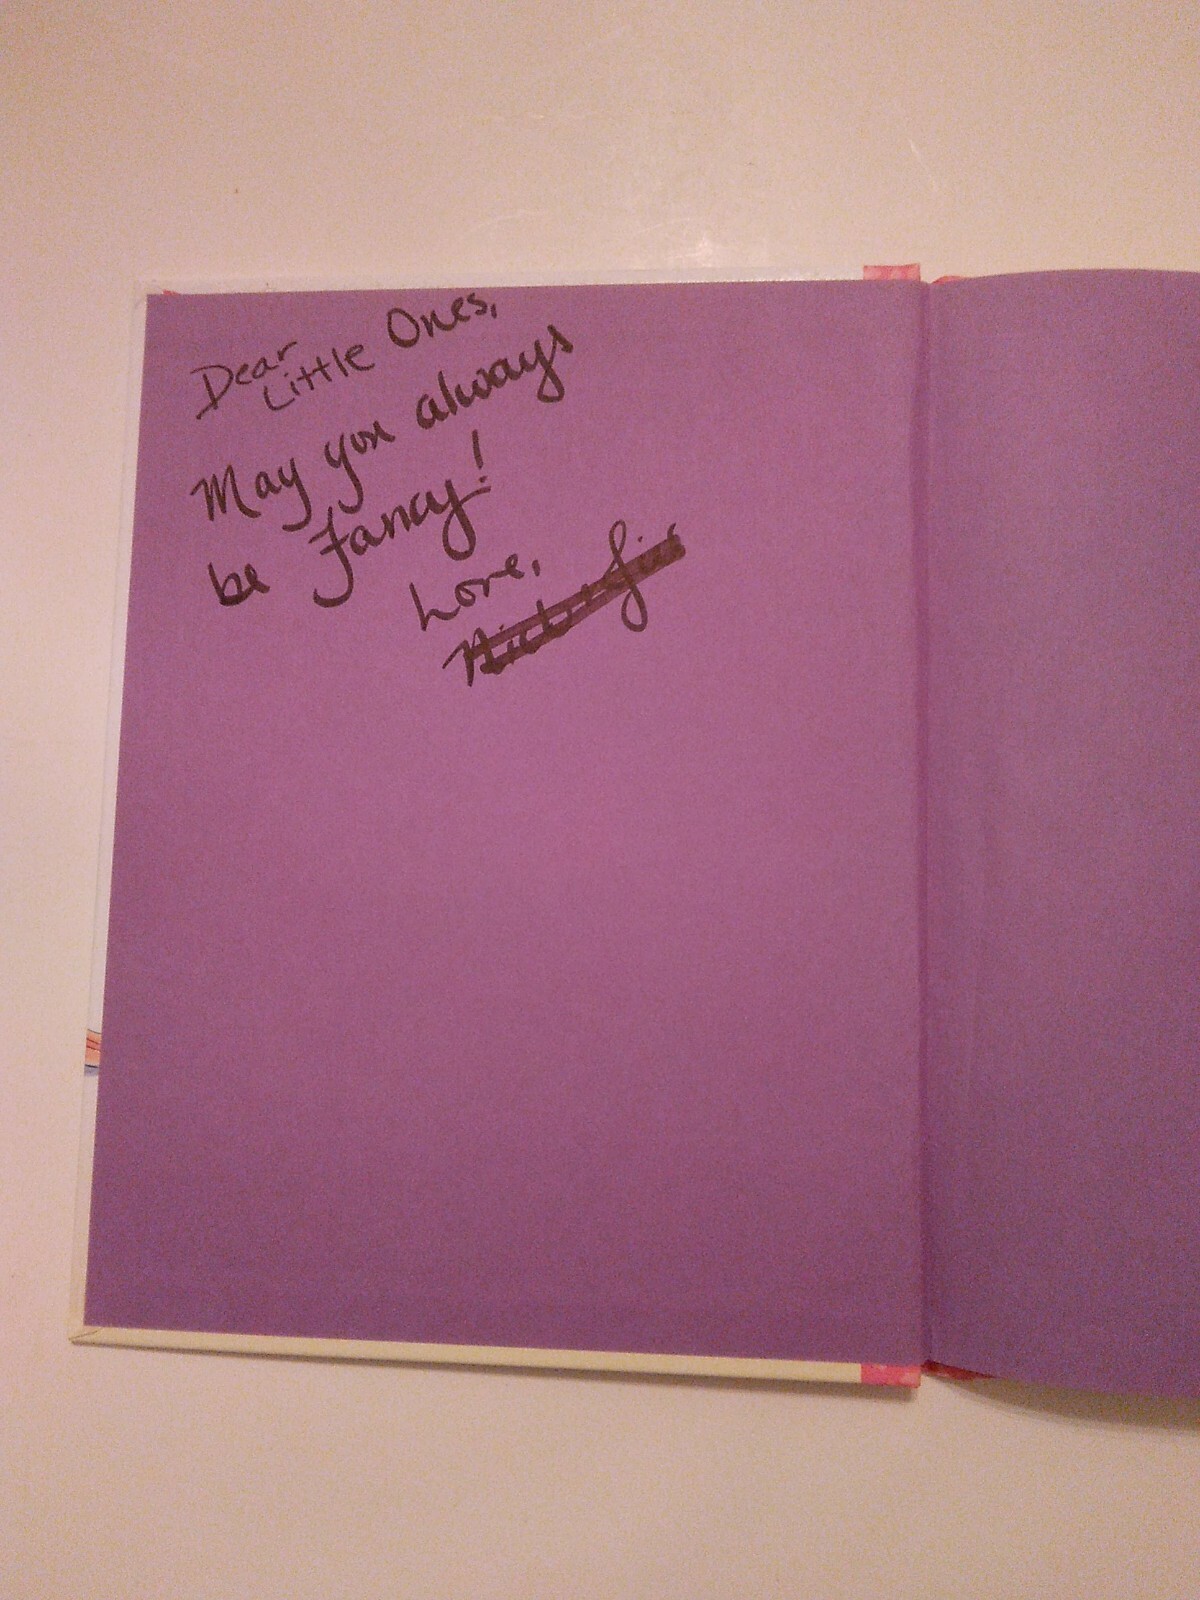 Dear
Little Ones,
May you always
be Fancy!
Love,